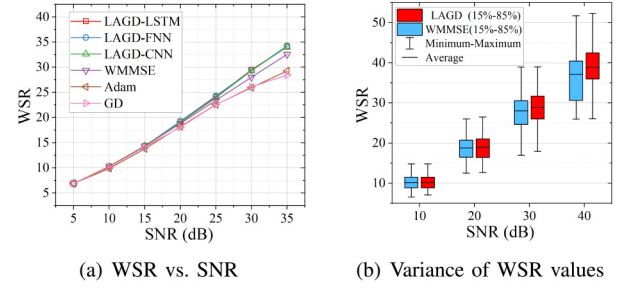 LAGD-LSTM
LAGD-FNN
LAGD-CNN
WMMSE
Adam
GD
WSR
40
35
30
25
20
15
10
5
0
5 10 15 20 25 30 35
SNR (dB)
(a) WSR vs. SNR
LAGD (15%-85%)
WMMSE(15%-85%)
Minimum-Maximum
Average
WSR
50
40
30
20
10
10 20 30 40
SNR (dB)
(b) Variance of WSR values